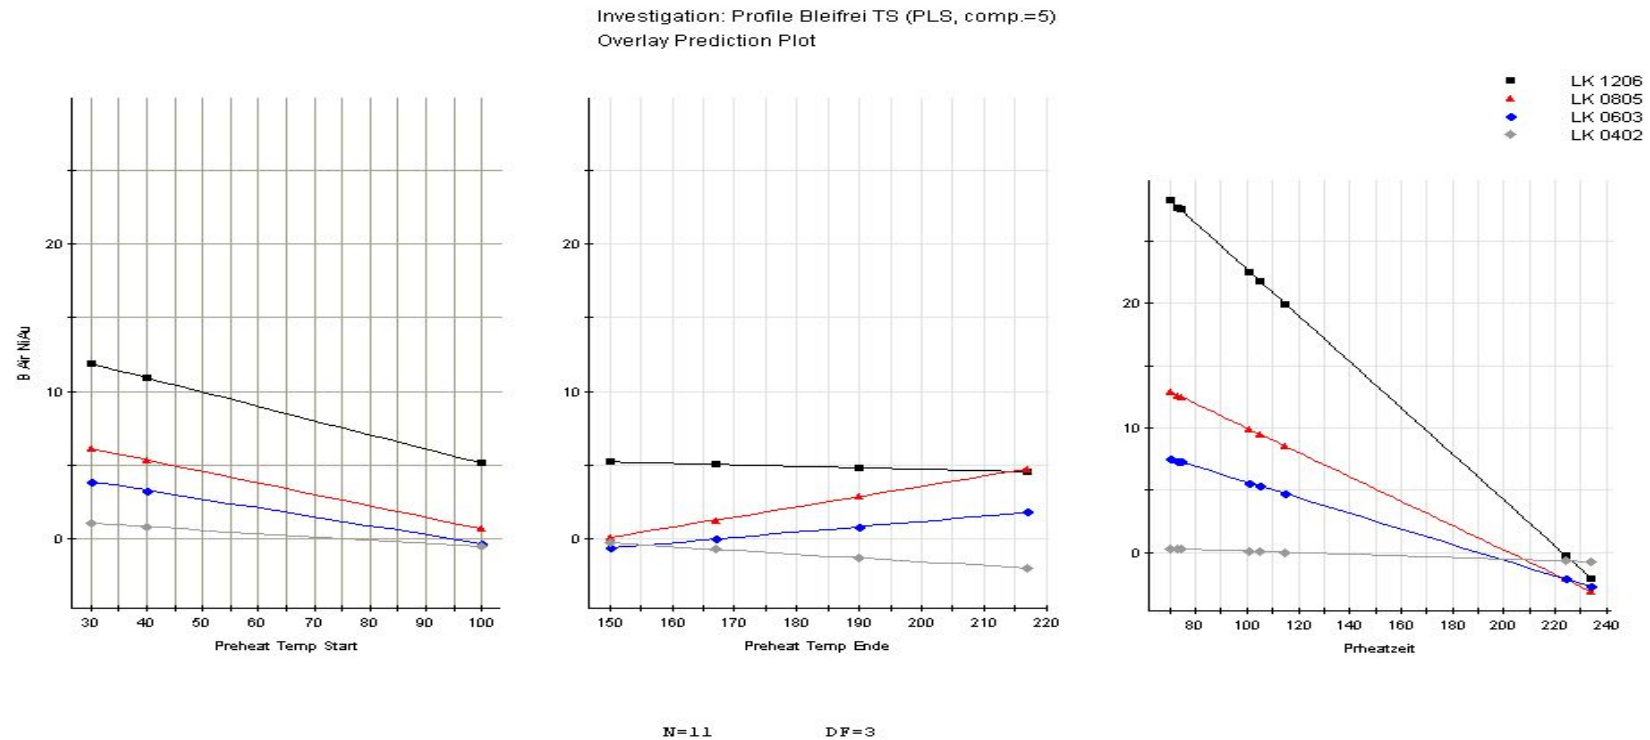 Investigation: Profile Bleifrei TS (PLS, comp.=5)
Overlay Prediction Plot
LK 1206
LK 0805
LK 0603
LK 0402
B Air NiAu
20
10
0
30 40 50 60 70 80 90 100
Preheat Temp Start
20
10
0
150 160 170 180 190 200 210 220
Preheat Temp Ende
20
10
0
80 100 120 140 160 180 200 220 240
Prheatzeit
N=11 DF=3